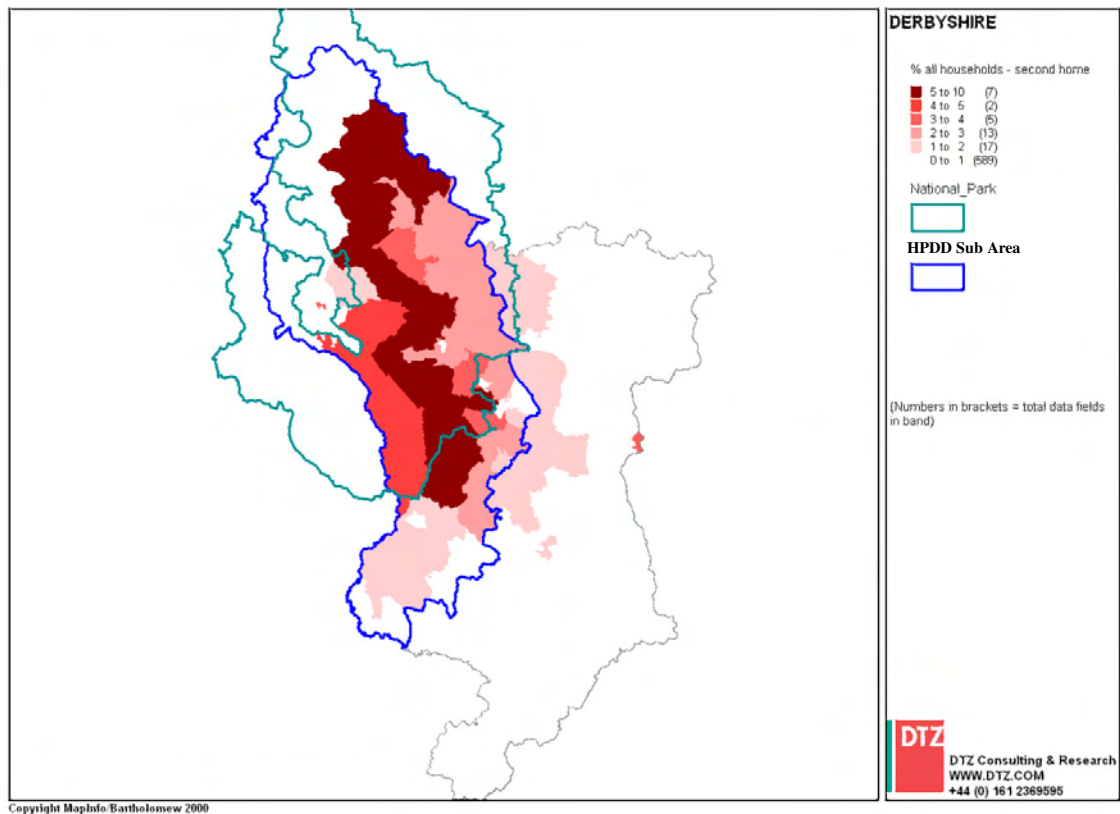 DERBYSHIRE
% all households - second home
5 to 10 (7)
4 to 5 (2)
3 to 4 (5)
2 to 3 (13)
1 to 2 (17)
0 to 1 (589)
National_Park
HPDD Sub Area
(Numbers in brackets = total data fields
in band)
DTZ
DTZ Consulting & Research
WWW.DTZ.COM
+44 (0) 161 2369595
Copyright MapInfo/Bartholomew 2000